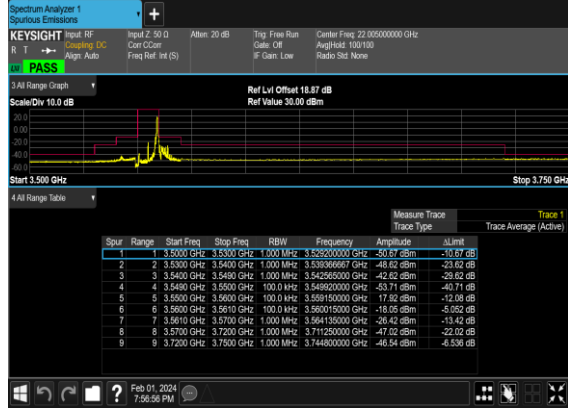 Spectrum Analyzer 1
Spurious Emissions
+
KEYSIGHT Input: RF Input Z: 50 Ω Atten: 20 dB Trig: Free Run Center Freq: 22.005000000 GHz
R T Coupling: DC Corr CCorr Gate: Off Avg|Hold: 100/100
Align: Auto Freq Ref: Int (S) IF Gain: Low Radio Std: None
PASS
3 All Range Graph
Ref Lvl Offset 18.87 dB
Scale/Div 10.0 dB Ref Value 30.00 dBm
20.0
0.00
-20.0
-40.0
-60.0
Start 3.500 GHz Stop 3.750 GHz
4 All Range Table
Measure Trace Trace 1
Trace Type Trace Average (Active)
Spur Range Start Freq Stop Freq RBW Frequency Amplitude ΔLimit
1 1 3.5000 GHz 3.5300 GHz 1.000 MHz 3.529200000 GHz -50.67 dBm -10.67 dB
2 2 3.5300 GHz 3.5400 GHz 1.000 MHz 3.539366667 GHz -48.62 dBm -23.62 dB
3 3 3.5400 GHz 3.5490 GHz 1.000 MHz 3.542565000 GHz -42.62 dBm -29.62 dB
4 4 3.5490 GHz 3.5500 GHz 100.0 kHz 3.549920000 GHz -53.71 dBm -40.71 dB
5 5 3.5500 GHz 3.5600 GHz 100.0 kHz 3.559150000 GHz 17.92 dBm -12.08 dB
6 6 3.5600 GHz 3.5610 GHz 100.0 kHz 3.560015000 GHz -18.05 dBm -5.052 dB
7 7 3.5610 GHz 3.5700 GHz 1.000 MHz 3.564135000 GHz -26.42 dBm -13.42 dB
8 8 3.5700 GHz 3.7200 GHz 1.000 MHz 3.711250000 GHz -47.02 dBm -22.02 dB
9 9 3.7200 GHz 3.7500 GHz 1.000 MHz 3.744800000 GHz -46.54 dBm -6.536 dB
? Feb 01, 2024
7:56:56 PM